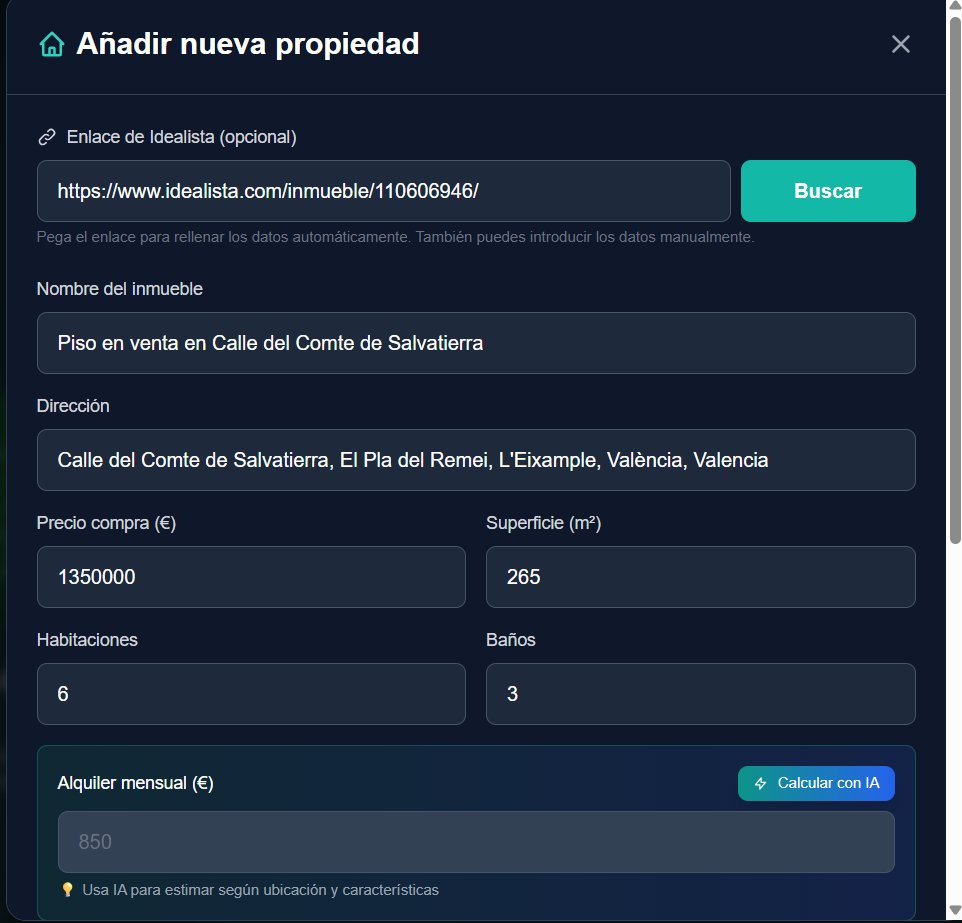 Añadir nueva propiedad
Enlace de Idealista (opcional)
https://www.idealista.com/inmueble/110606946/
Buscar
Pega el enlace para rellenar los datos automáticamente. También puedes introducir los datos manualmente.
Nombre del inmueble
Piso en venta en Calle del Comte de Salvatierra
Dirección
Calle del Comte de Salvatierra, El Pla del Remei, L'Eixample, València, Valencia
Precio compra (€)
Superficie (m²)
1350000
265
Habitaciones
Baños
6
3
Alquiler mensual (€)
Calcular con IA
850
Usa IA para estimar según ubicación y características